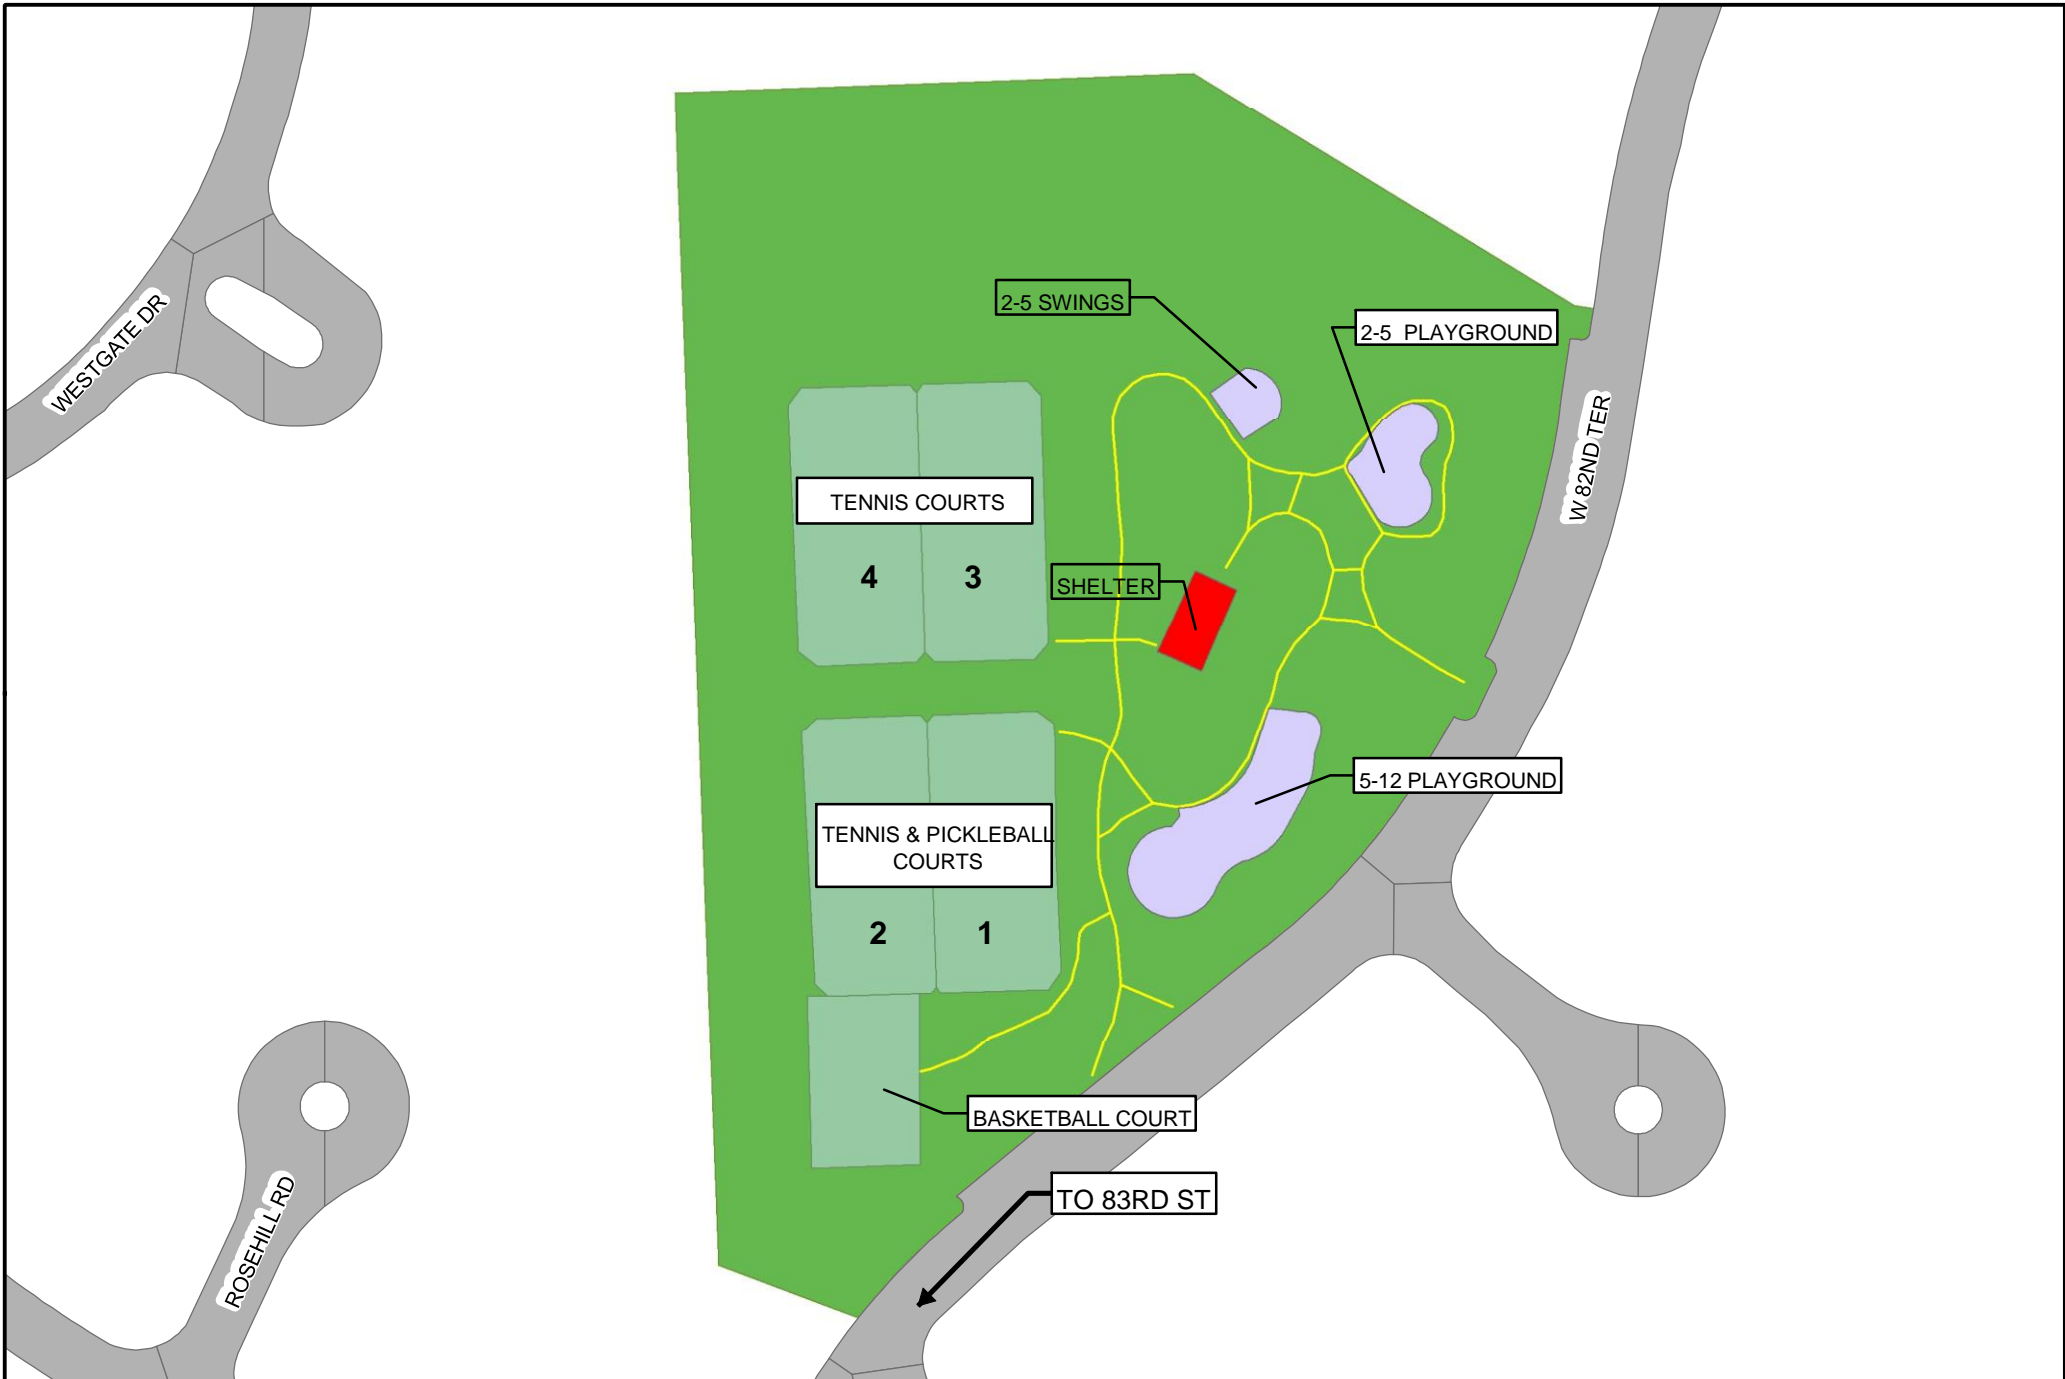 WESTGATE DR
2-5 SWINGS
2-5 PLAYGROUND
W 82ND TER
TENNIS COURTS
4
3
SHELTER
5-12 PLAYGROUND
TENNIS & PICKLEBALL
COURTS
2
1
BASKETBALL COURT
TO 83RD ST
ROSEHILL RD